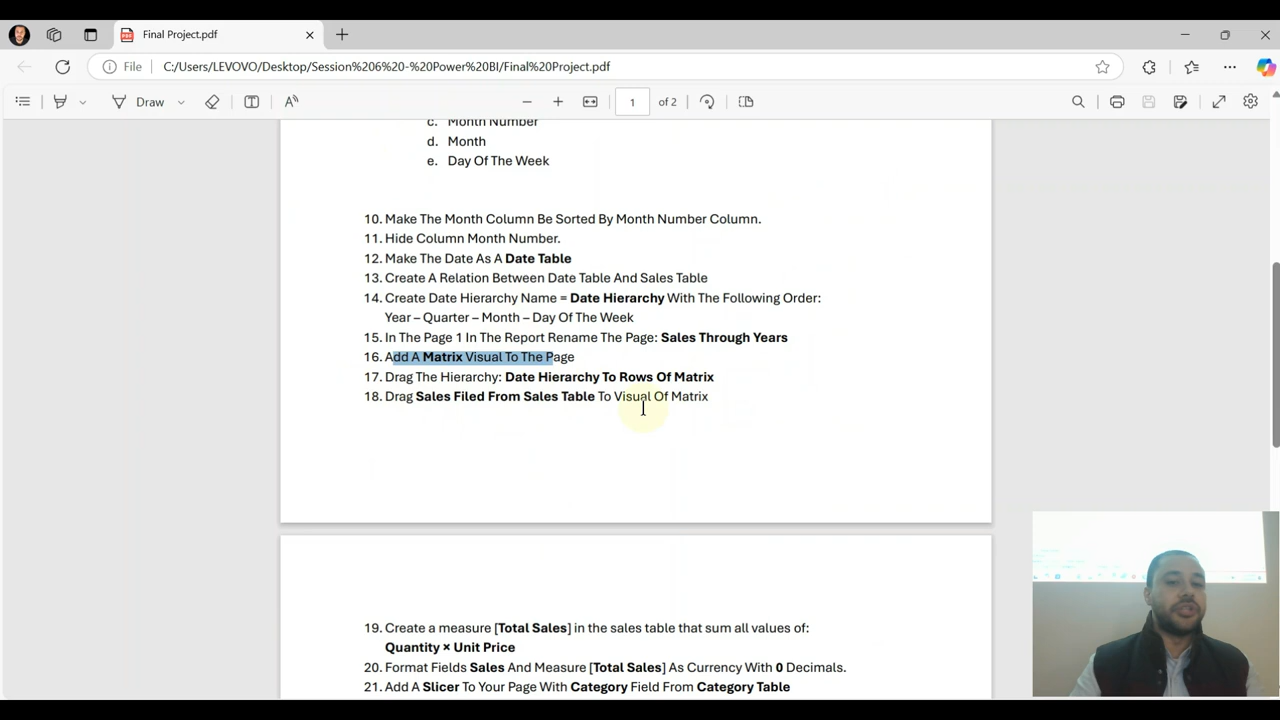 Final Project.pdf
File
C:/Users/LEVOVO/Desktop/Session%206%20-%20Power%20BI/Final%20Project.pdf
Draw
1 of 2
c. Month Number
d. Month
e. Day Of The Week
10. Make The Month Column Be Sorted By Month Number Column.
11. Hide Column Month Number.
12. Make The Date As A Date Table
13. Create A Relation Between Date Table And Sales Table
14. Create Date Hierarchy Name = Date Hierarchy With The Following Order:
Year – Quarter – Month – Day Of The Week
15. In The Page 1 In The Report Rename The Page: Sales Through Years
16. Add A Matrix Visual To The Page
17. Drag The Hierarchy: Date Hierarchy To Rows Of Matrix
18. Drag Sales Filed From Sales Table To Visual Of Matrix
19. Create a measure [Total Sales] in the sales table that sum all values of:
Quantity × Unit Price
20. Format Fields Sales And Measure [Total Sales] As Currency With 0 Decimals.
21. Add A Slicer To Your Page With Category Field From Category Table